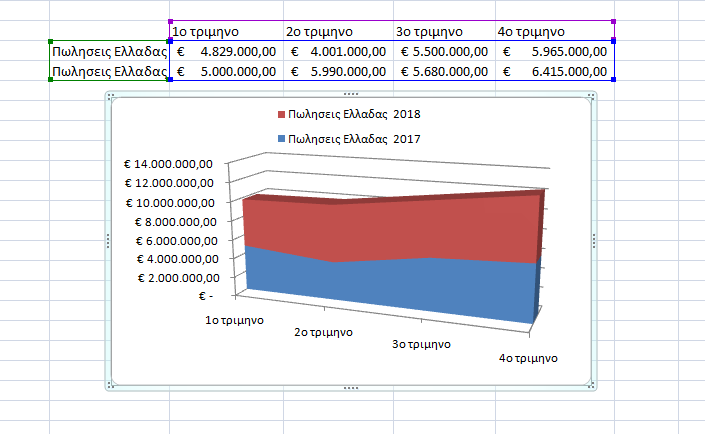 1ο τριμηνο 2ο τριμηνο 3ο τριμηνο 4ο τριμηνο
Πωλησεις Ελλαδας € 4.829.000,00 € 4.001.000,00 € 5.500.000,00 € 5.965.000,00
Πωλησεις Ελλαδας € 5.000.000,00 € 5.990.000,00 € 5.680.000,00 € 6.415.000,00
Πωλησεις Ελλαδας 2018
Πωλησεις Ελλαδας 2017
€ 14.000.000,00
€ 12.000.000,00
€ 10.000.000,00
€ 8.000.000,00
€ 6.000.000,00
€ 4.000.000,00
€ 2.000.000,00
€ -
1ο τριμηνο
2ο τριμηνο
3ο τριμηνο
4ο τριμηνο